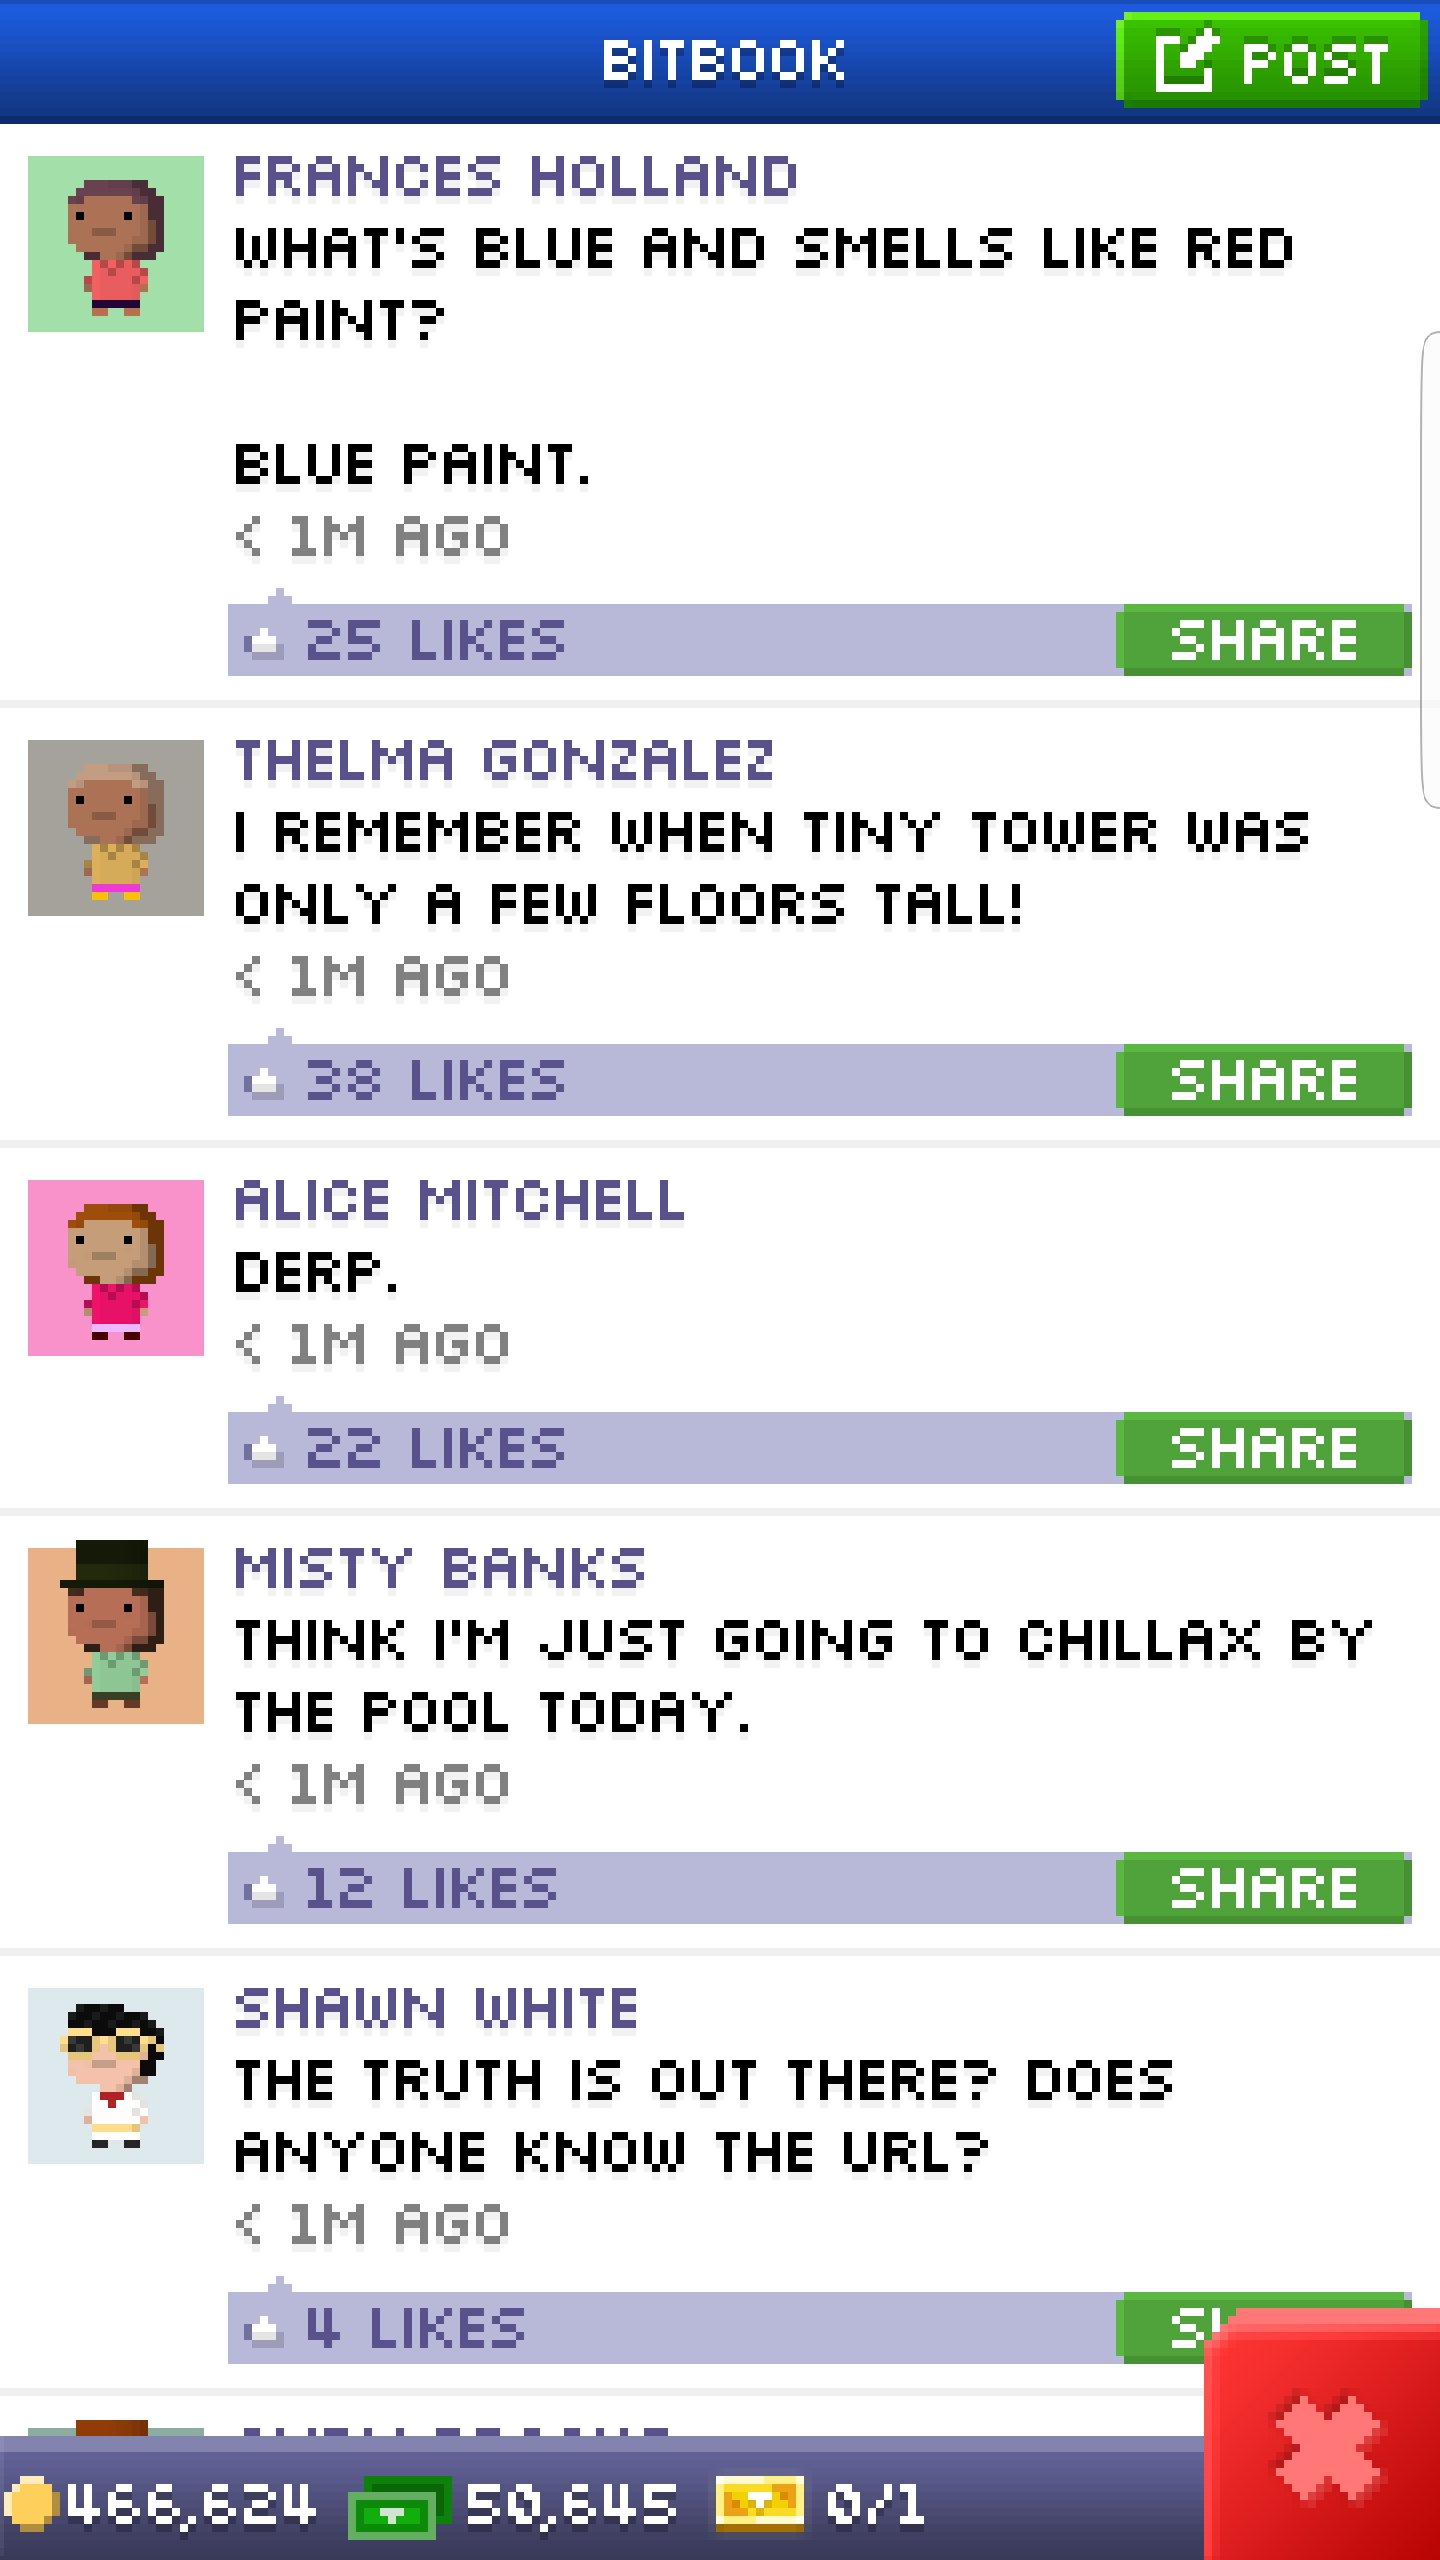 BITBOOK
POST
FRANCES HOLLAND
WHAT'S BLUE AND SMELLS LIKE RED
PAINT?
BLUE PAINT.
< 1M AGO
25 LIKES
SHARE
THELMA GONZALEZ
I REMEMBER WHEN TINY TOWER WAS
ONLY A FEW FLOORS TALL!
< 1M AGO
38 LIKES
SHARE
ALICE MITCHELL
DERP.
< 1M AGO
22 LIKES
SHARE
MISTY BANKS
THINK I'M JUST GOING TO CHILLAX BY
THE POOL TODAY.
< 1M AGO
12 LIKES
SHARE
SHAWN WHITE
THE TRUTH IS OUT THERE? DOES
ANYONE KNOW THE URL?
< 1M AGO
4 LIKES
466,624
50,645
0/1